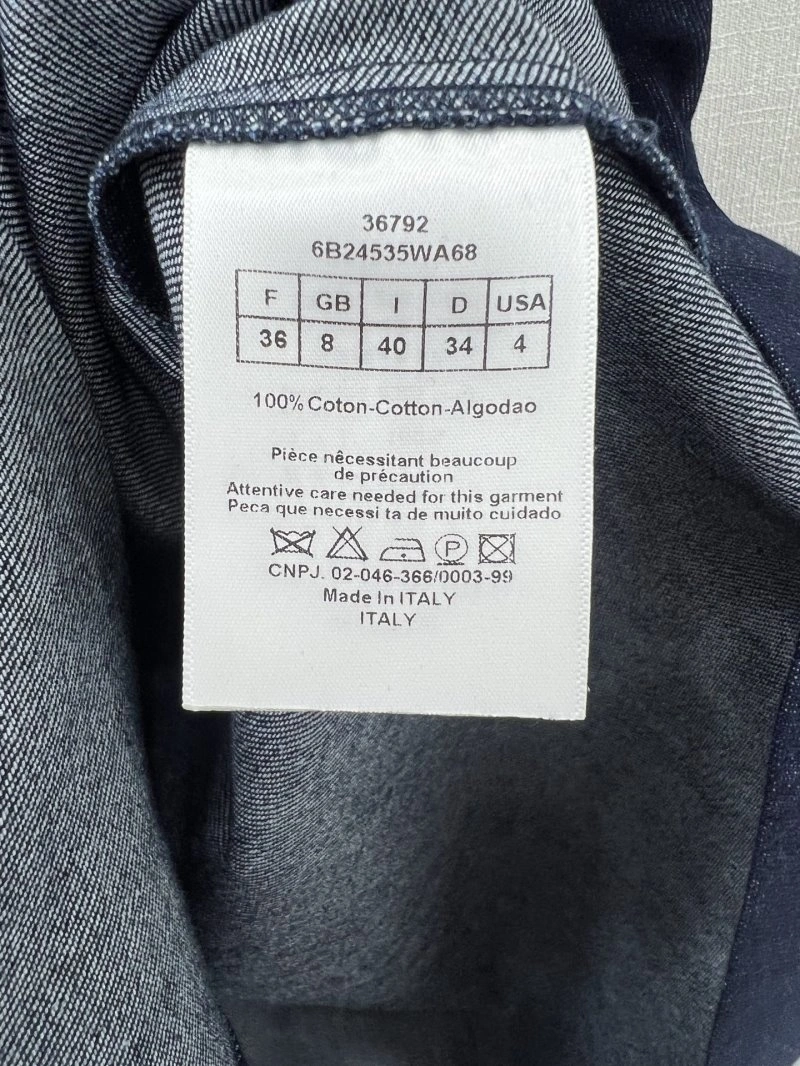 36792
6B24535WA68
F GB I D USA
36 8 40 34 4
100% Coton-Cotton-Algodao
Pièce nêcessitant beaucoup
de prêcaution
Attentive care needed for this garment
Peca que necessi ta de muito cuidado
P
CNPJ. 02-046-366/0003-99
Made In ITALY
ITALY